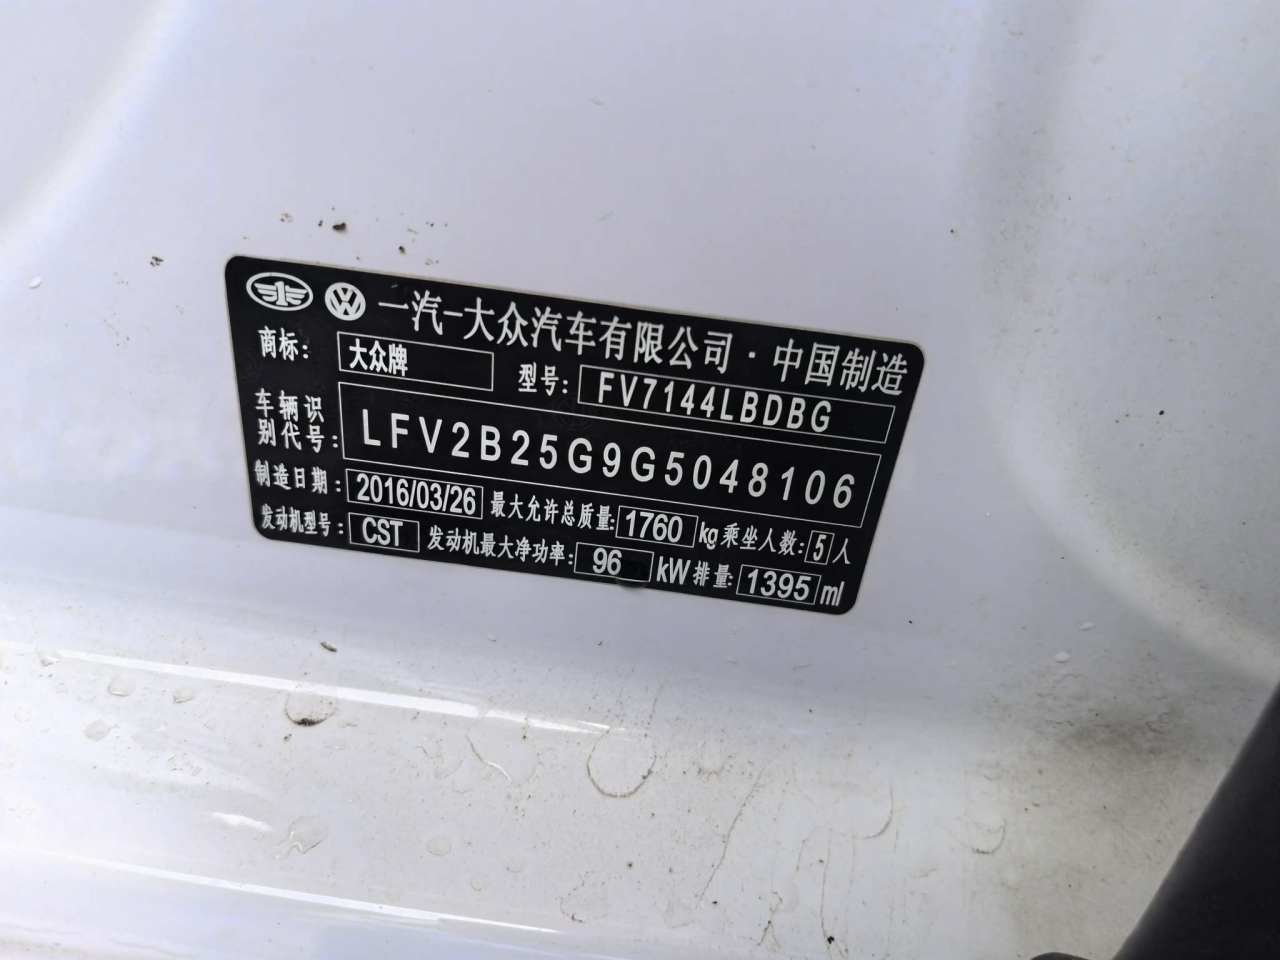 一汽-大众汽车有限公司·中国制造
商标: 大众牌 型号: FV7144LBDBG
车辆识
别代号: LFV2B25G9G5048106
制造日期: 2016/03/26 最大允许总质量: 1760 kg 乘坐人数: 5 人
发动机型号: CST 发动机最大净功率: 96 kW 排量: 1395 ml